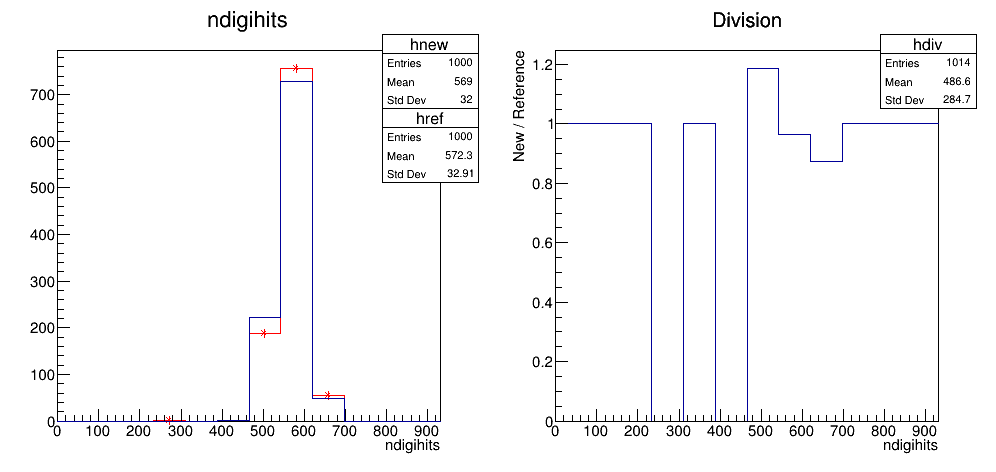 ndigihits
hnew
Entries 1000
Mean 569
Std Dev 32
href
Entries 1000
Mean 572.3
Std Dev 32.91
700
600
500
400
300
200
100
0
0 100 200 300 400 500 600 700 800 900
ndigihits
Division
hdiv
Entries 1014
Mean 486.6
Std Dev 284.7
New / Reference
1.2
1
0.8
0.6
0.4
0.2
0
0 100 200 300 400 500 600 700 800 900
ndigihits